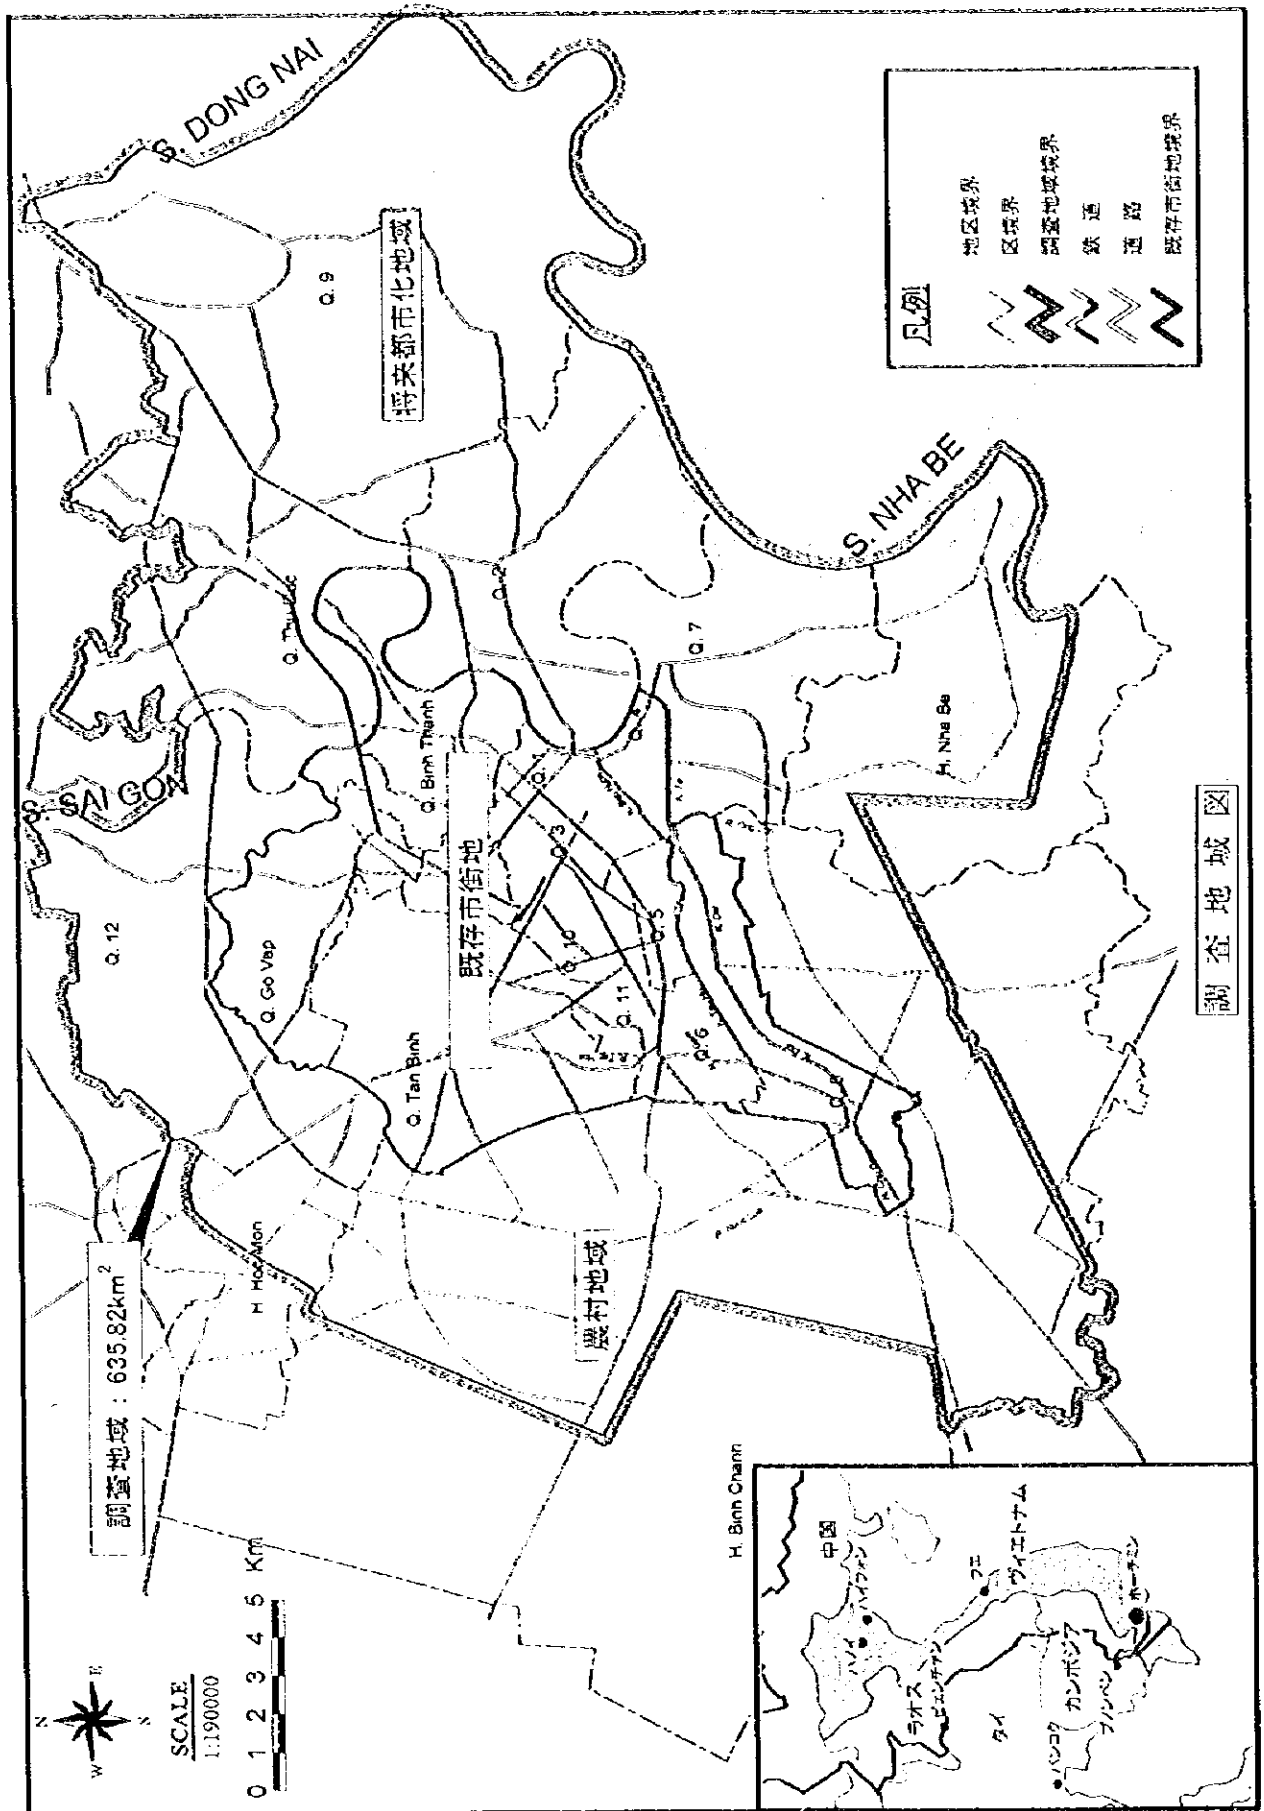 調査地域：635.82km²
N
W
E
S
SCALE
1:190000
0 1 2 3 4 5 Km
S. SAI GON
S. DONG NAI
S. NHA BE
Q. 12
Q. Go Vap
Q. Tan Binh
Q. Binh Thanh
Q. Thu Duc
Q. 9
Q. 2
Q. 1
Q. 3
Q. 4
Q. 5
Q. 6
Q. 7
Q. 8
Q. 10
Q. 11
H. Hoc Mon
H. Nha Be
H. Binh Chanh
既存市街地
将来都市化地域
農村地域
凡例
地区境界
区境界
調査地域境界
鉄道
道路
既存市街地境界
中国
ハノイ
ハイフォン
ラオス
ビエンチャン
フエ
ヴィエトナム
タイ
バンコク
カンボジア
プノンペン
ホーチミン
調査地域図